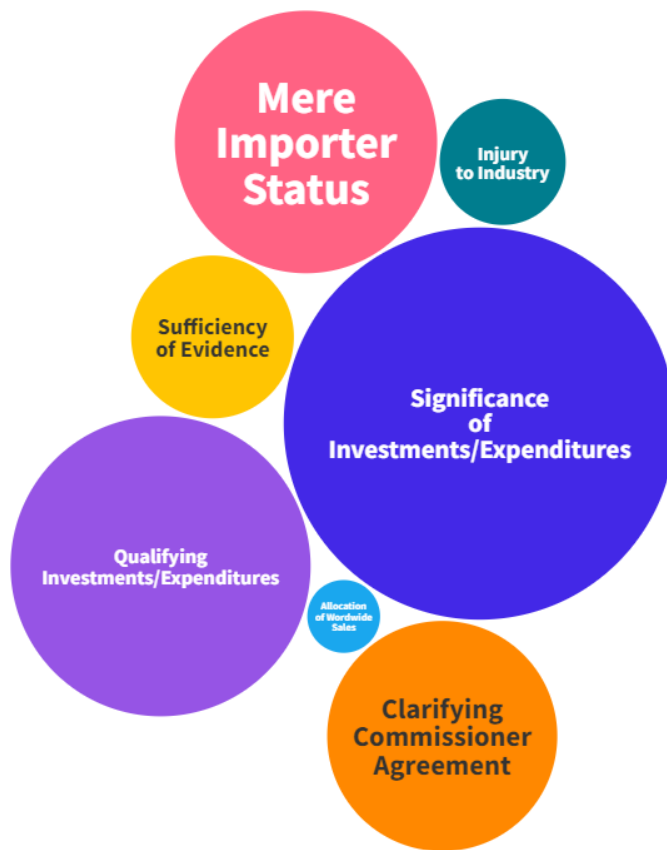 Mere
Importer
Status
Injury
to Industry
Sufficiency
of Evidence
Significance
of
Investments/Expenditures
Qualifying
Investments/Expenditures
Allocation
of Wordwide
Sales
Clarifying
Commissioner
Agreement